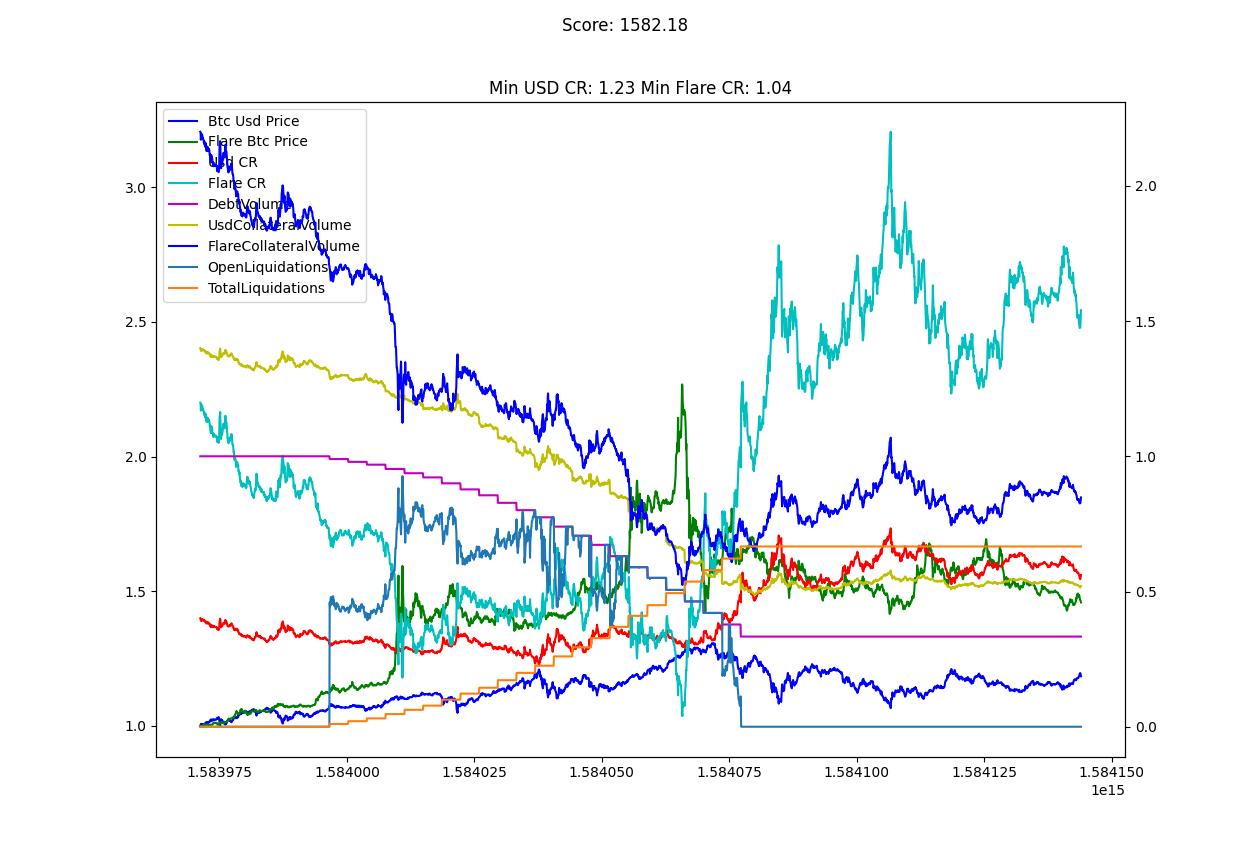 Score: 1582.18
Min USD CR: 1.23 Min Flare CR: 1.04
Btc Usd Price
Flare Btc Price
Usd CR
Flare CR
DebtVolume
UsdCollateralVolume
FlareCollateralVolume
OpenLiquidations
TotalLiquidations
3.0
2.5
2.0
1.5
1.0
2.0
1.5
1.0
0.5
0.0
1.583975 1.584000 1.584025 1.584050 1.584075 1.584100 1.584125 1.584150
1e15